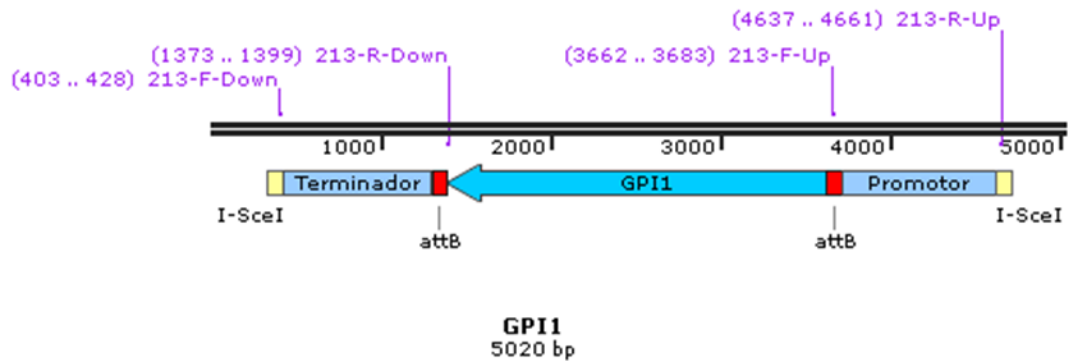 (4637 .. 4661) 213-R-Up
(1373 .. 1399) 213-R-Down
(3662 .. 3683) 213-F-Up
(403 .. 428) 213-F-Down
1000 2000 3000 4000 5000
Terminador GPI1 Promotor
I-SceI I-SceI
attB attB
GPI1
5020 bp